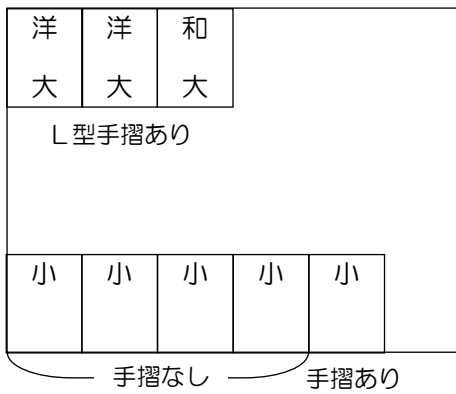 洋 洋 和
大 大 大
L型手摺あり
小 小 小 小 小
手摺なし 手摺あり